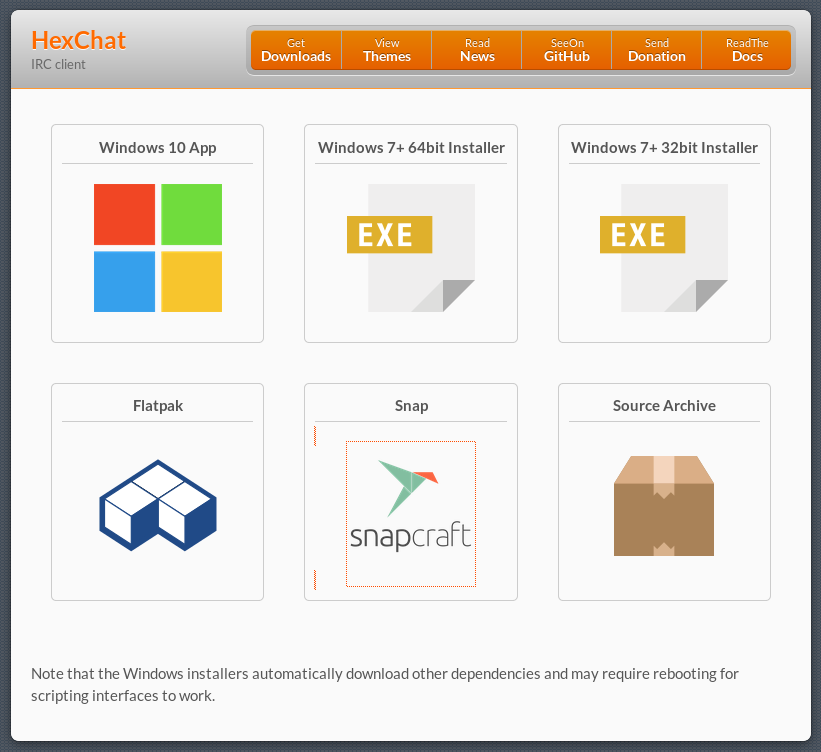 HexChat
IRC client
Get
Downloads
View
Themes
Read
News
SeeOn
GitHub
Send
Donation
ReadThe
Docs
Windows 10 App
Windows 7+ 64bit Installer
Windows 7+ 32bit Installer
EXE
EXE
Flatpak
Snap
Source Archive
snapcraft
Note that the Windows installers automatically download other dependencies and may require rebooting for
scripting interfaces to work.